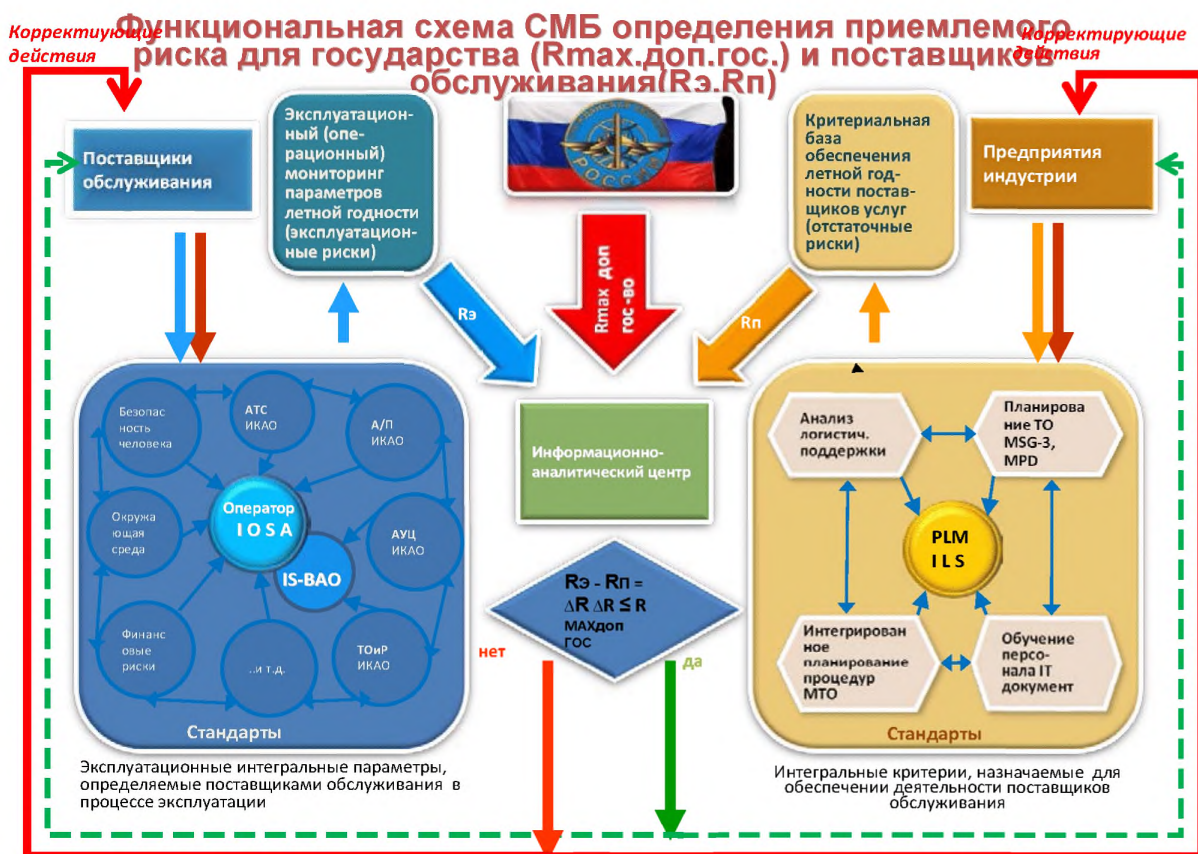 Функциональная схема СМБ определения приемлемого
риска для государства (Rmax.доп.гос.) и поставщиков
обслуживания(Rэ.Rп)
Корректиующие
действия
Корректирующие
действия
Поставщики
обслуживания
Эксплуатацион-
ный (опе-
рационный)
мониторинг
параметров
летной годности
(эксплуатацион-
ные риски)
РОССИЯ
Критериальная
база
обеспечения
летной год-
ности постав-
щиков услуг
(отстаточные
риски)
Предприятия
индустрии
Rэ
Rmax доп
гос -во
Rп
Безопас
ность
человека
АТС
ИКАО
А/П
ИКАО
Окружа
ющая
среда
Оператор
I O S A
IS-BAO
АУЦ
ИКАО
Финанс
овые
риски
..и т.д.
ТОиР
ИКАО
Стандарты
Информационно-
аналитический центр
Rэ - Rп =
∆R ∆R ≤ R
MAXдоп
ГОС
нет
да
Анализ
логистич.
поддержки
Планирова
ние ТО
MSG-3,
MPD
PLM
I L S
Интегрирован
ное
планирование
процедур
МТО
Обучение
персо-
нала IT
документ
Стандарты
Эксплуатационные интегральные параметры,
определяемые поставщиками обслуживания в
процессе эксплуатации
Интегральные критерии, назначаемые для
обеспечении деятельности поставщиков
обслуживания